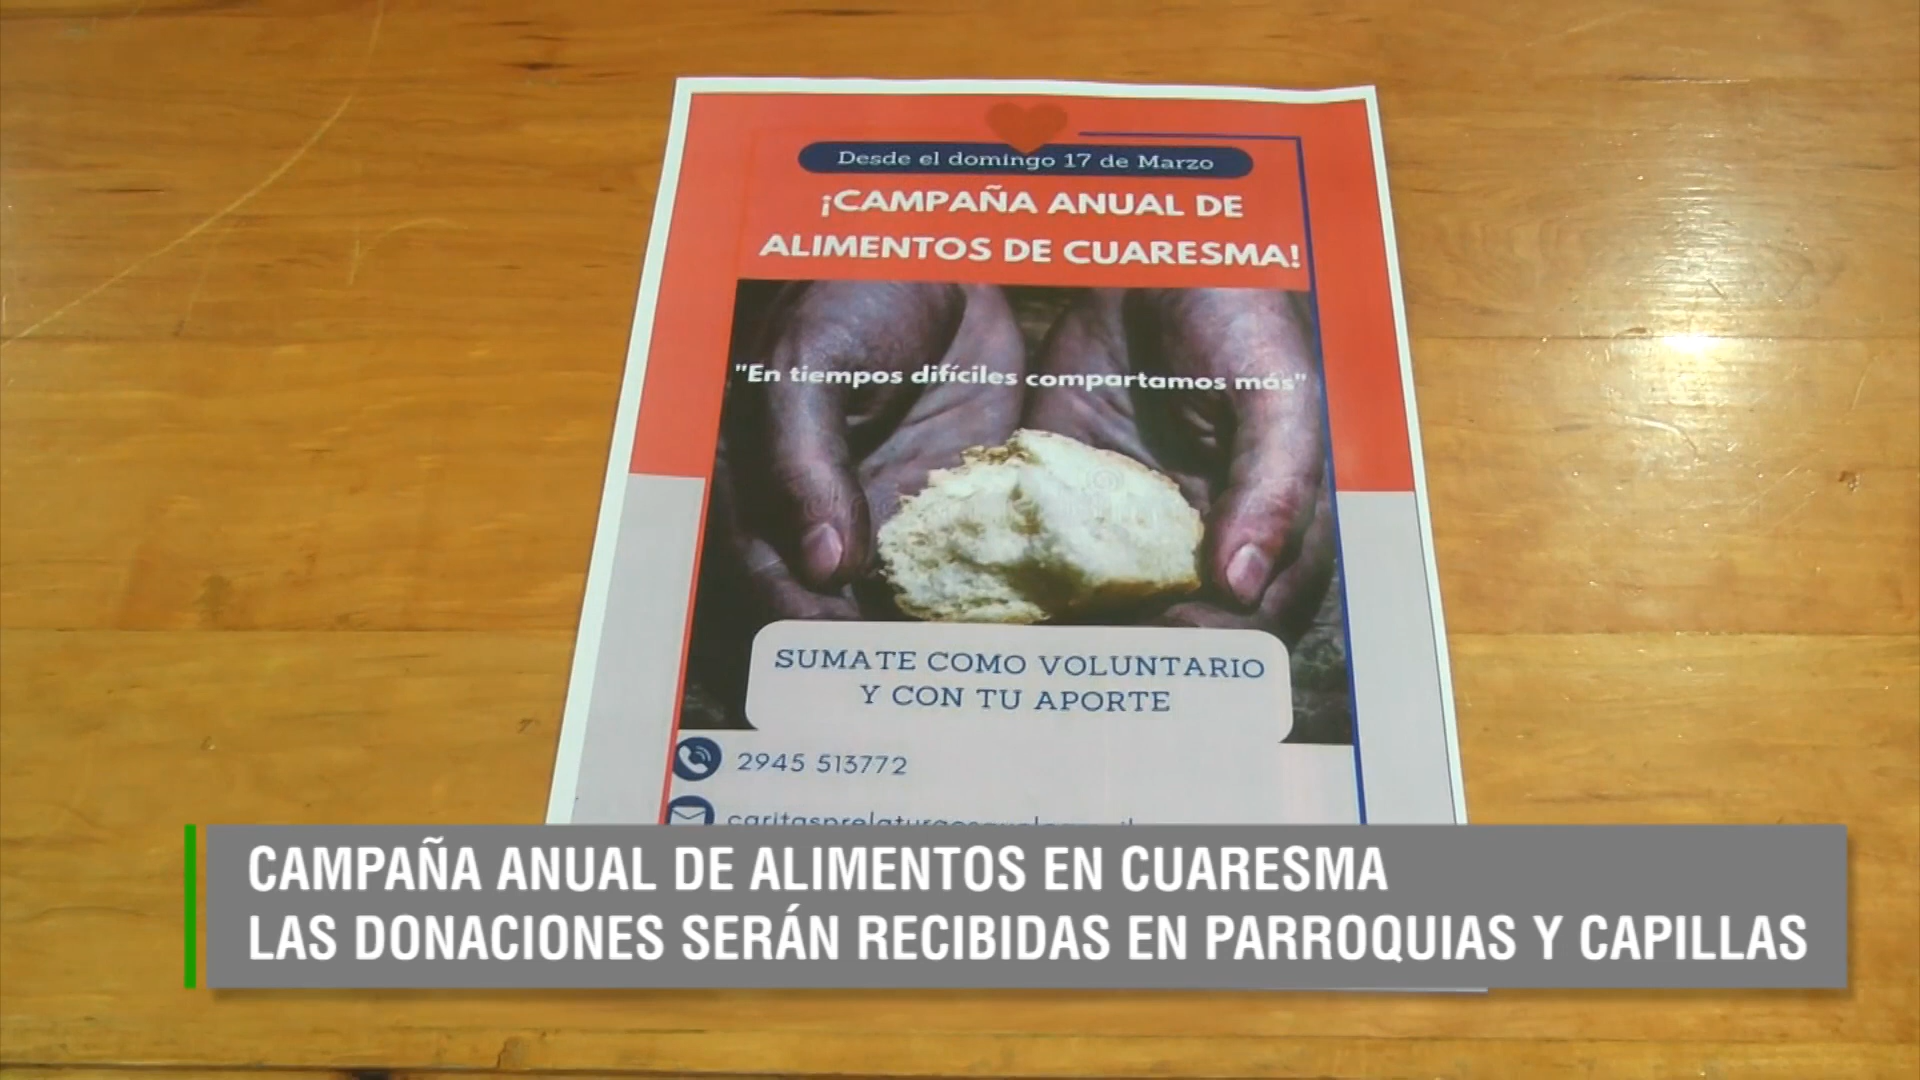 Desde el domingo 17 de Marzo
¡CAMPAÑA ANUAL DE
ALIMENTOS DE CUARESMA!
"En tiempos difíciles compartamos más"
SUMATE COMO VOLUNTARIO
Y CON TU APORTE
2945 513772
CAMPAÑA ANUAL DE ALIMENTOS EN CUARESMA
LAS DONACIONES SERÁN RECIBIDAS EN PARROQUIAS Y CAPILLAS